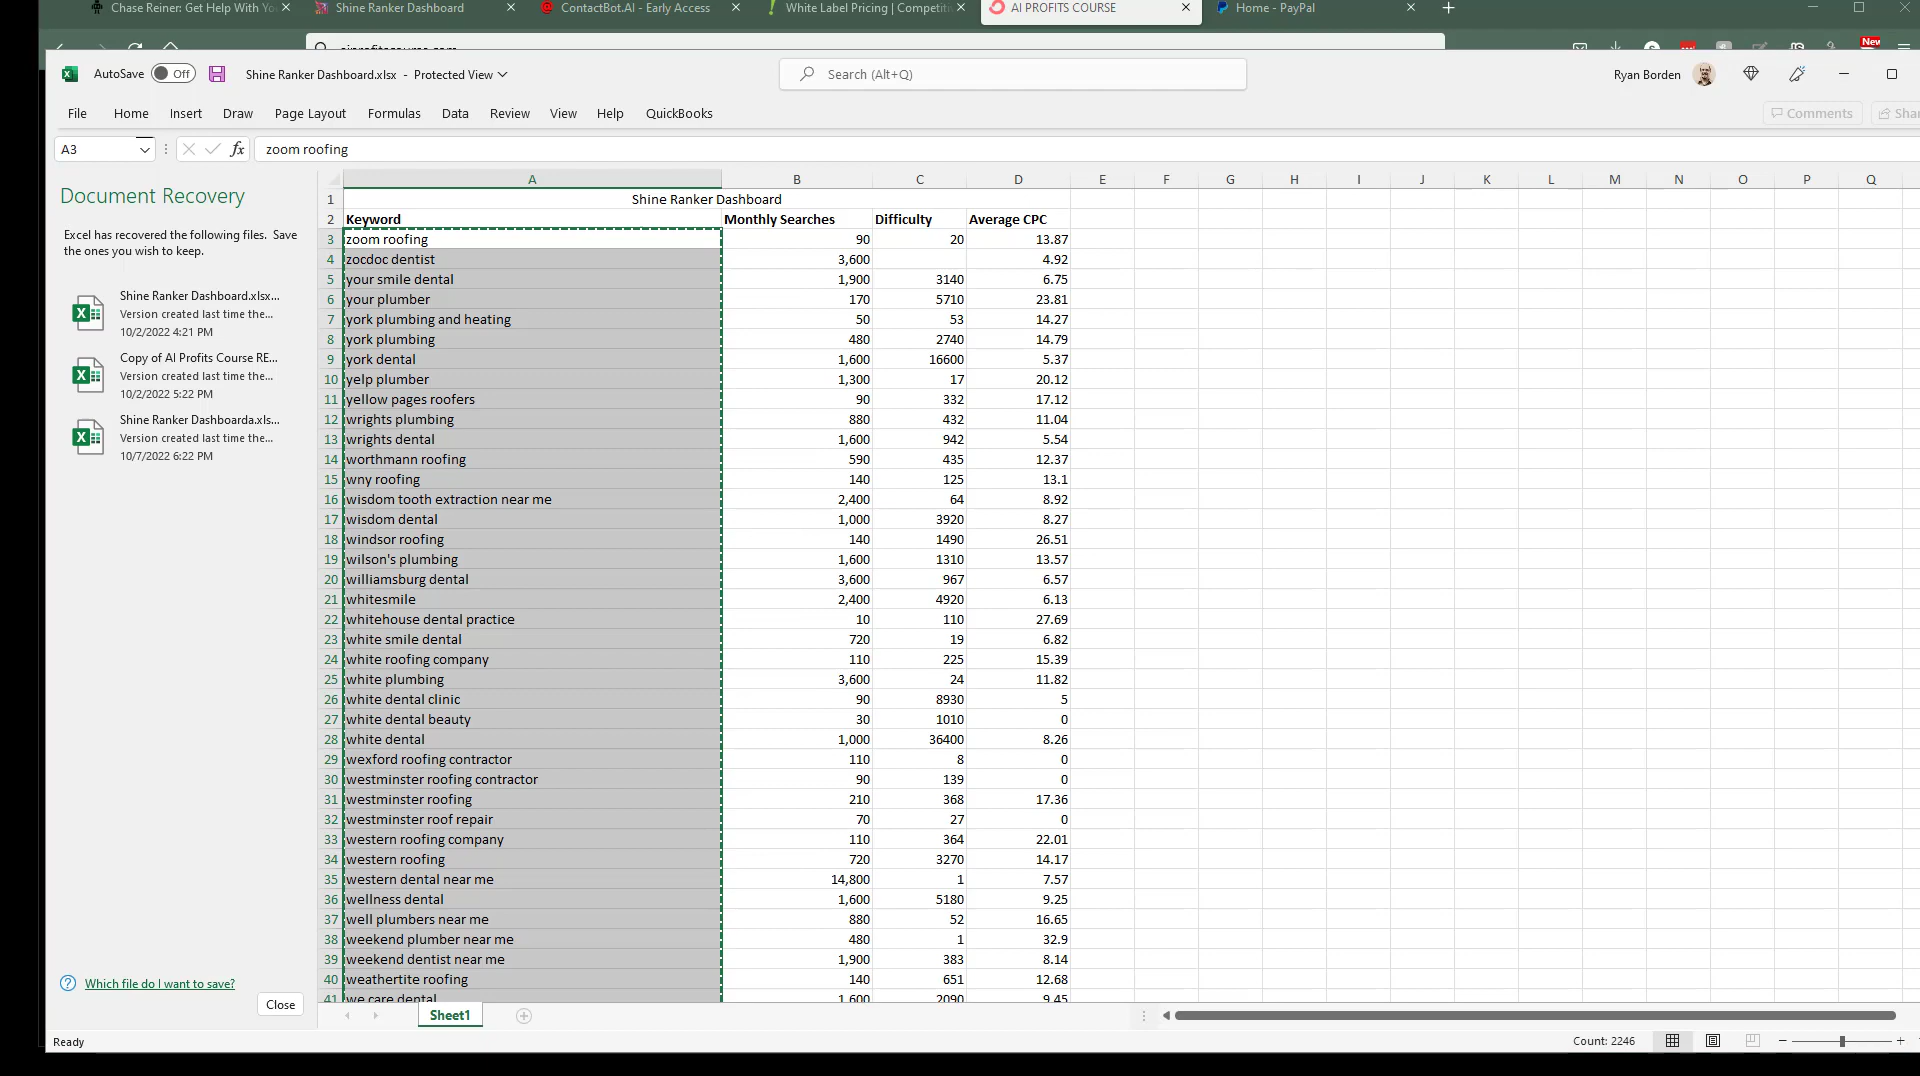 Chase Reiner: Get Help With Yo
Shine Ranker Dashboard
ContactBot.AI - Early Access
White Label Pricing | Competiti
AI PROFITS COURSE
Home - PayPal
New
AutoSave Off Shine Ranker Dashboard.xlsx - Protected View
Search (Alt+Q)
Ryan Borden
File Home Insert Draw Page Layout Formulas Data Review View Help QuickBooks
Comments Shar
A3 fx zoom roofing
Document Recovery
Excel has recovered the following files. Save
the ones you wish to keep.
Shine Ranker Dashboard.xlsx...
Version created last time the...
10/2/2022 4:21 PM
Copy of AI Profits Course RE...
Version created last time the...
10/2/2022 5:22 PM
Shine Ranker Dashboarda.xls...
Version created last time the...
10/7/2022 6:22 PM
Which file do I want to save?
Close
A B C D E F G H I J K L M N O P Q
1 Shine Ranker Dashboard
2 Keyword Monthly Searches Difficulty Average CPC
3 zoom roofing 90 20 13.87
4 zocdoc dentist 3,600 4.92
5 your smile dental 1,900 3140 6.75
6 your plumber 170 5710 23.81
7 york plumbing and heating 50 53 14.27
8 york plumbing 480 2740 14.79
9 york dental 1,600 16600 5.37
10 yelp plumber 1,300 17 20.12
11 yellow pages roofers 90 332 17.12
12 wrights plumbing 880 432 11.04
13 wrights dental 1,600 942 5.54
14 worthmann roofing 590 435 12.37
15 wny roofing 140 125 13.1
16 wisdom tooth extraction near me 2,400 64 8.92
17 wisdom dental 1,000 3920 8.27
18 windsor roofing 140 1490 26.51
19 wilson's plumbing 1,600 1310 13.57
20 williamsburg dental 3,600 967 6.57
21 whitesmile 2,400 4920 6.13
22 whitehouse dental practice 10 110 27.69
23 white smile dental 720 19 6.82
24 white roofing company 110 225 15.39
25 white plumbing 3,600 24 11.82
26 white dental clinic 90 8930 5
27 white dental beauty 30 1010 0
28 white dental 1,000 36400 8.26
29 wexford roofing contractor 110 8 0
30 westminster roofing contractor 90 139 0
31 westminster roofing 210 368 17.36
32 westminster roof repair 70 27 0
33 western roofing company 110 364 22.01
34 western roofing 720 3270 14.17
35 western dental near me 14,800 1 7.57
36 wellness dental 1,600 5180 9.25
37 well plumbers near me 880 52 16.65
38 weekend plumber near me 480 1 32.9
39 weekend dentist near me 1,900 383 8.14
40 weathertite roofing 140 651 12.68
41 we care dental 1,600 2090 9.45
Sheet1
Ready
Count: 2246